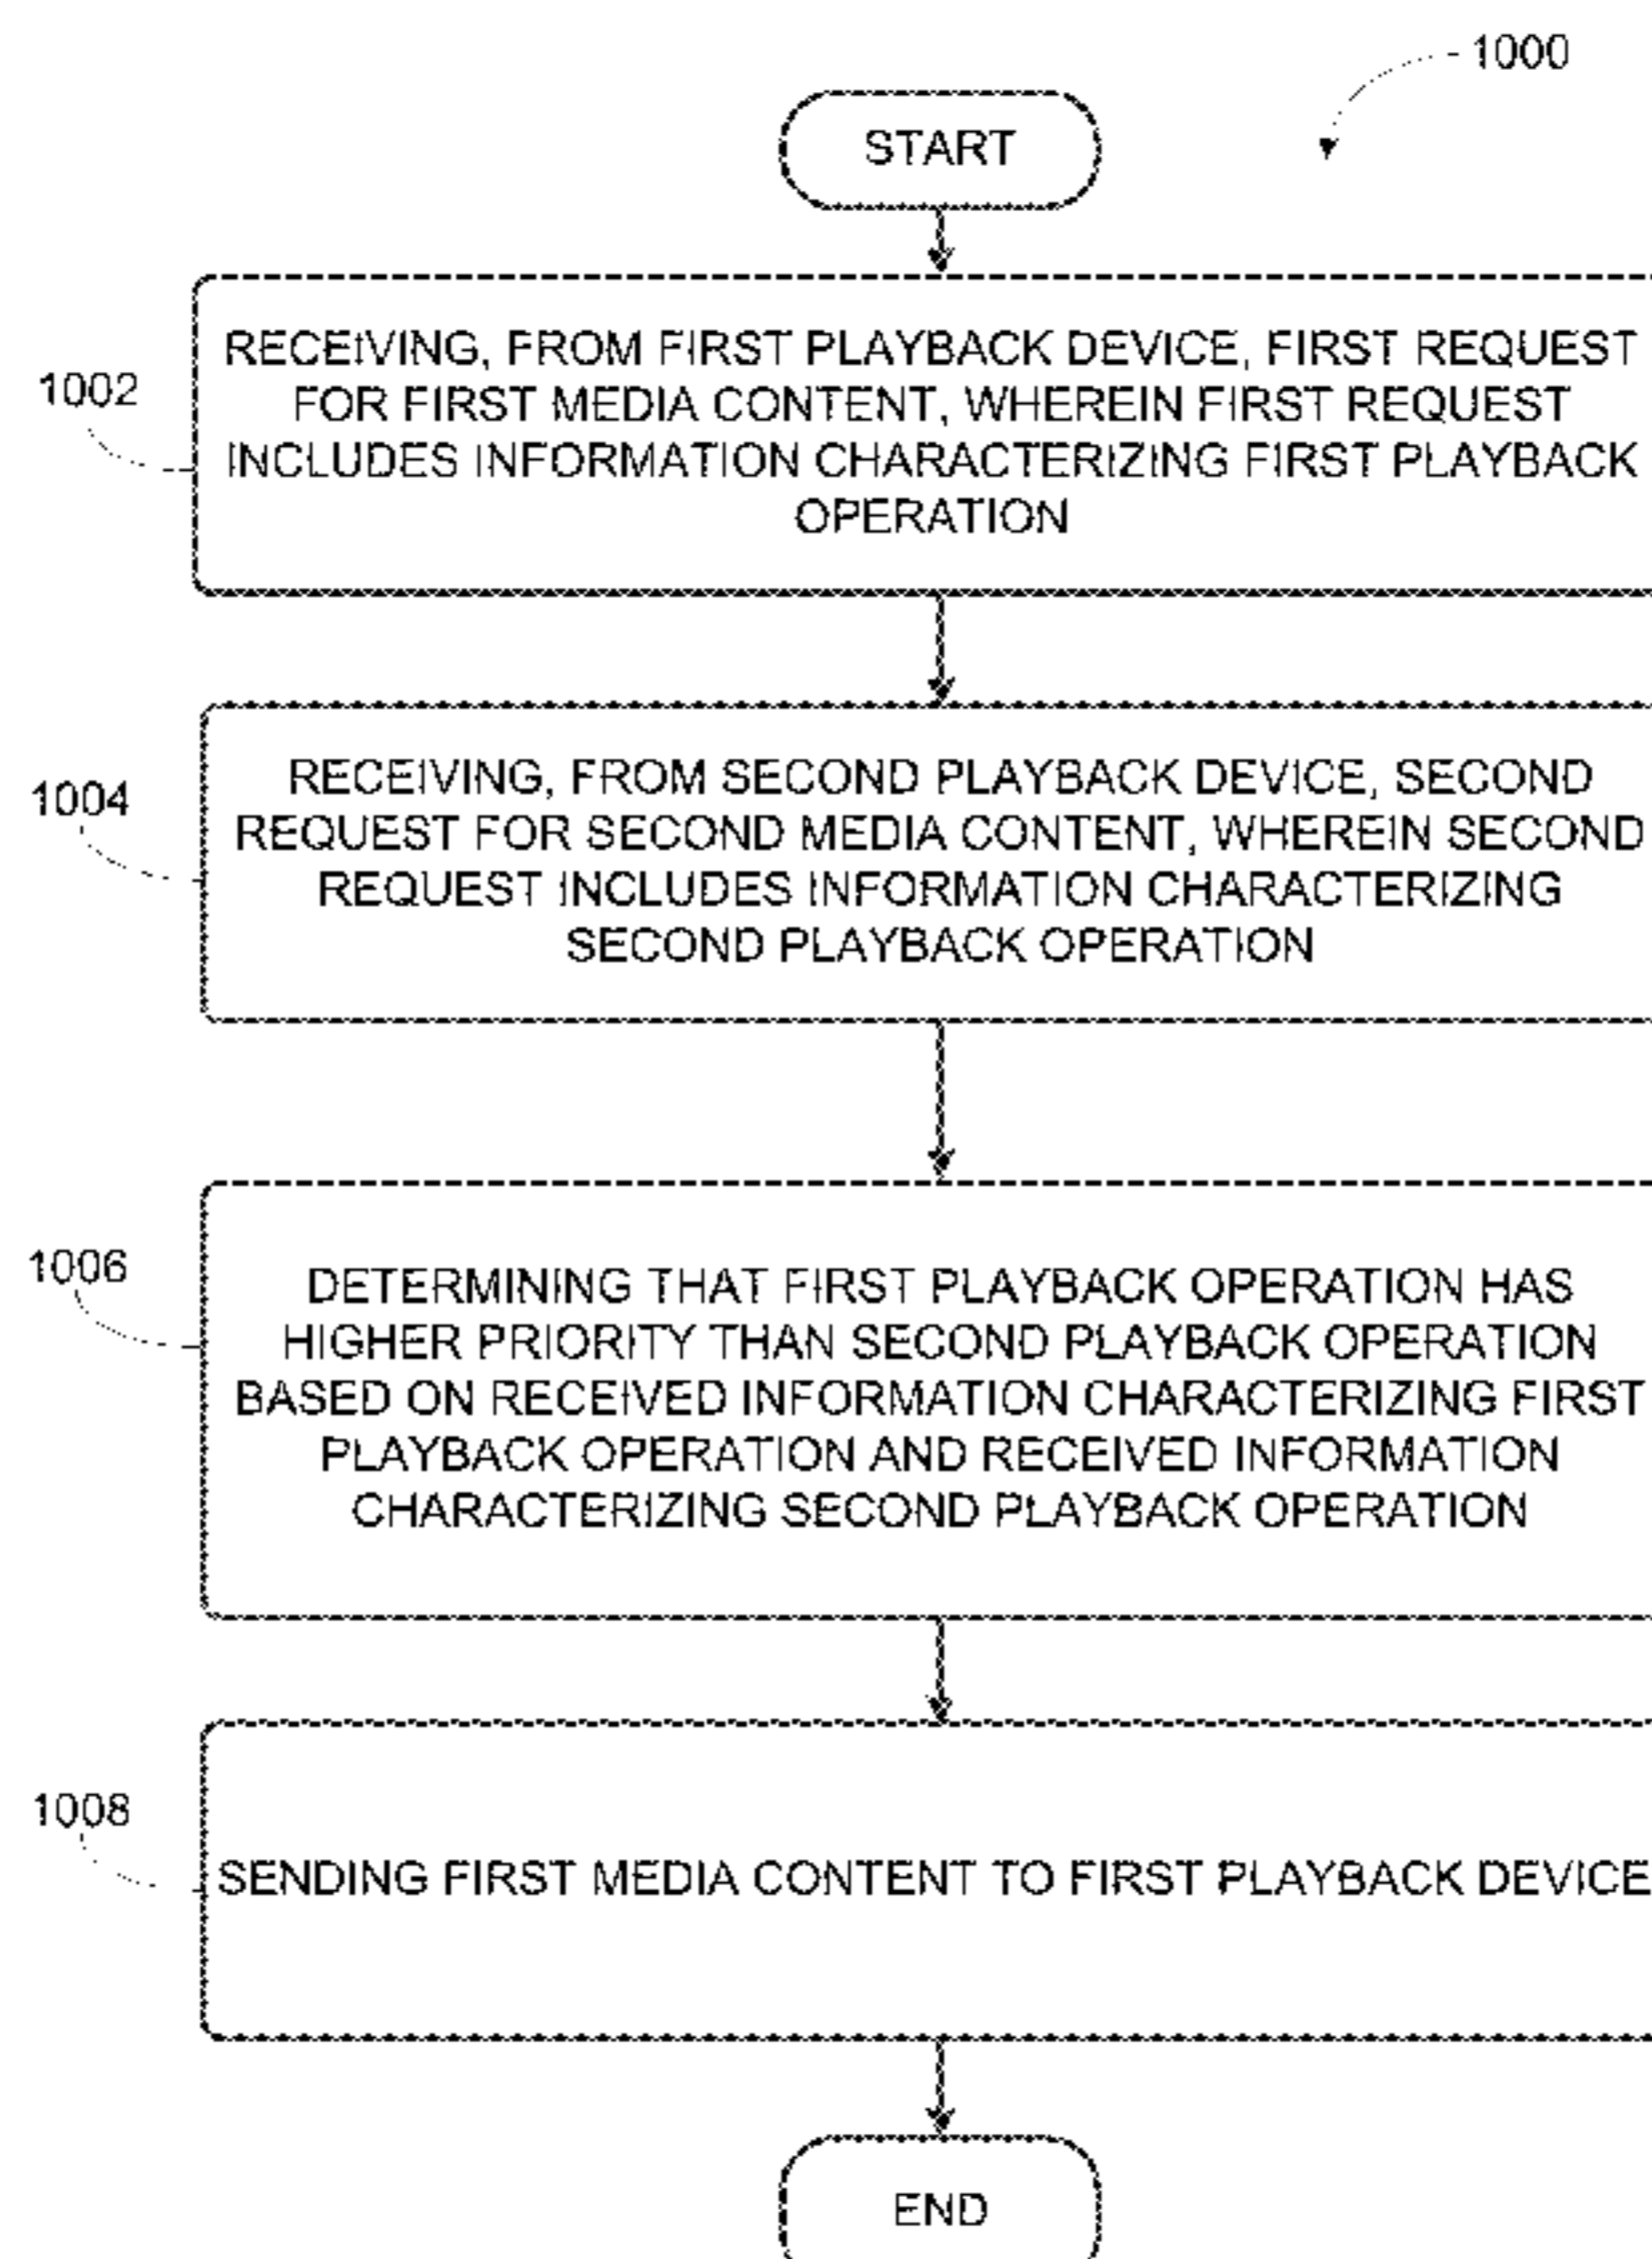 1000
START
1002
RECEIVING, FROM FIRST PLAYBACK DEVICE, FIRST REQUEST
FOR FIRST MEDIA CONTENT, WHEREIN FIRST REQUEST
INCLUDES INFORMATION CHARACTERIZING FIRST PLAYBACK
OPERATION
1004
RECEIVING, FROM SECOND PLAYBACK DEVICE, SECOND
REQUEST FOR SECOND MEDIA CONTENT, WHEREIN SECOND
REQUEST INCLUDES INFORMATION CHARACTERIZING
SECOND PLAYBACK OPERATION
1006
DETERMINING THAT FIRST PLAYBACK OPERATION HAS
HIGHER PRIORITY THAN SECOND PLAYBACK OPERATION
BASED ON RECEIVED INFORMATION CHARACTERIZING FIRST
PLAYBACK OPERATION AND RECEIVED INFORMATION
CHARACTERIZING SECOND PLAYBACK OPERATION
1008
SENDING FIRST MEDIA CONTENT TO FIRST PLAYBACK DEVICE
END